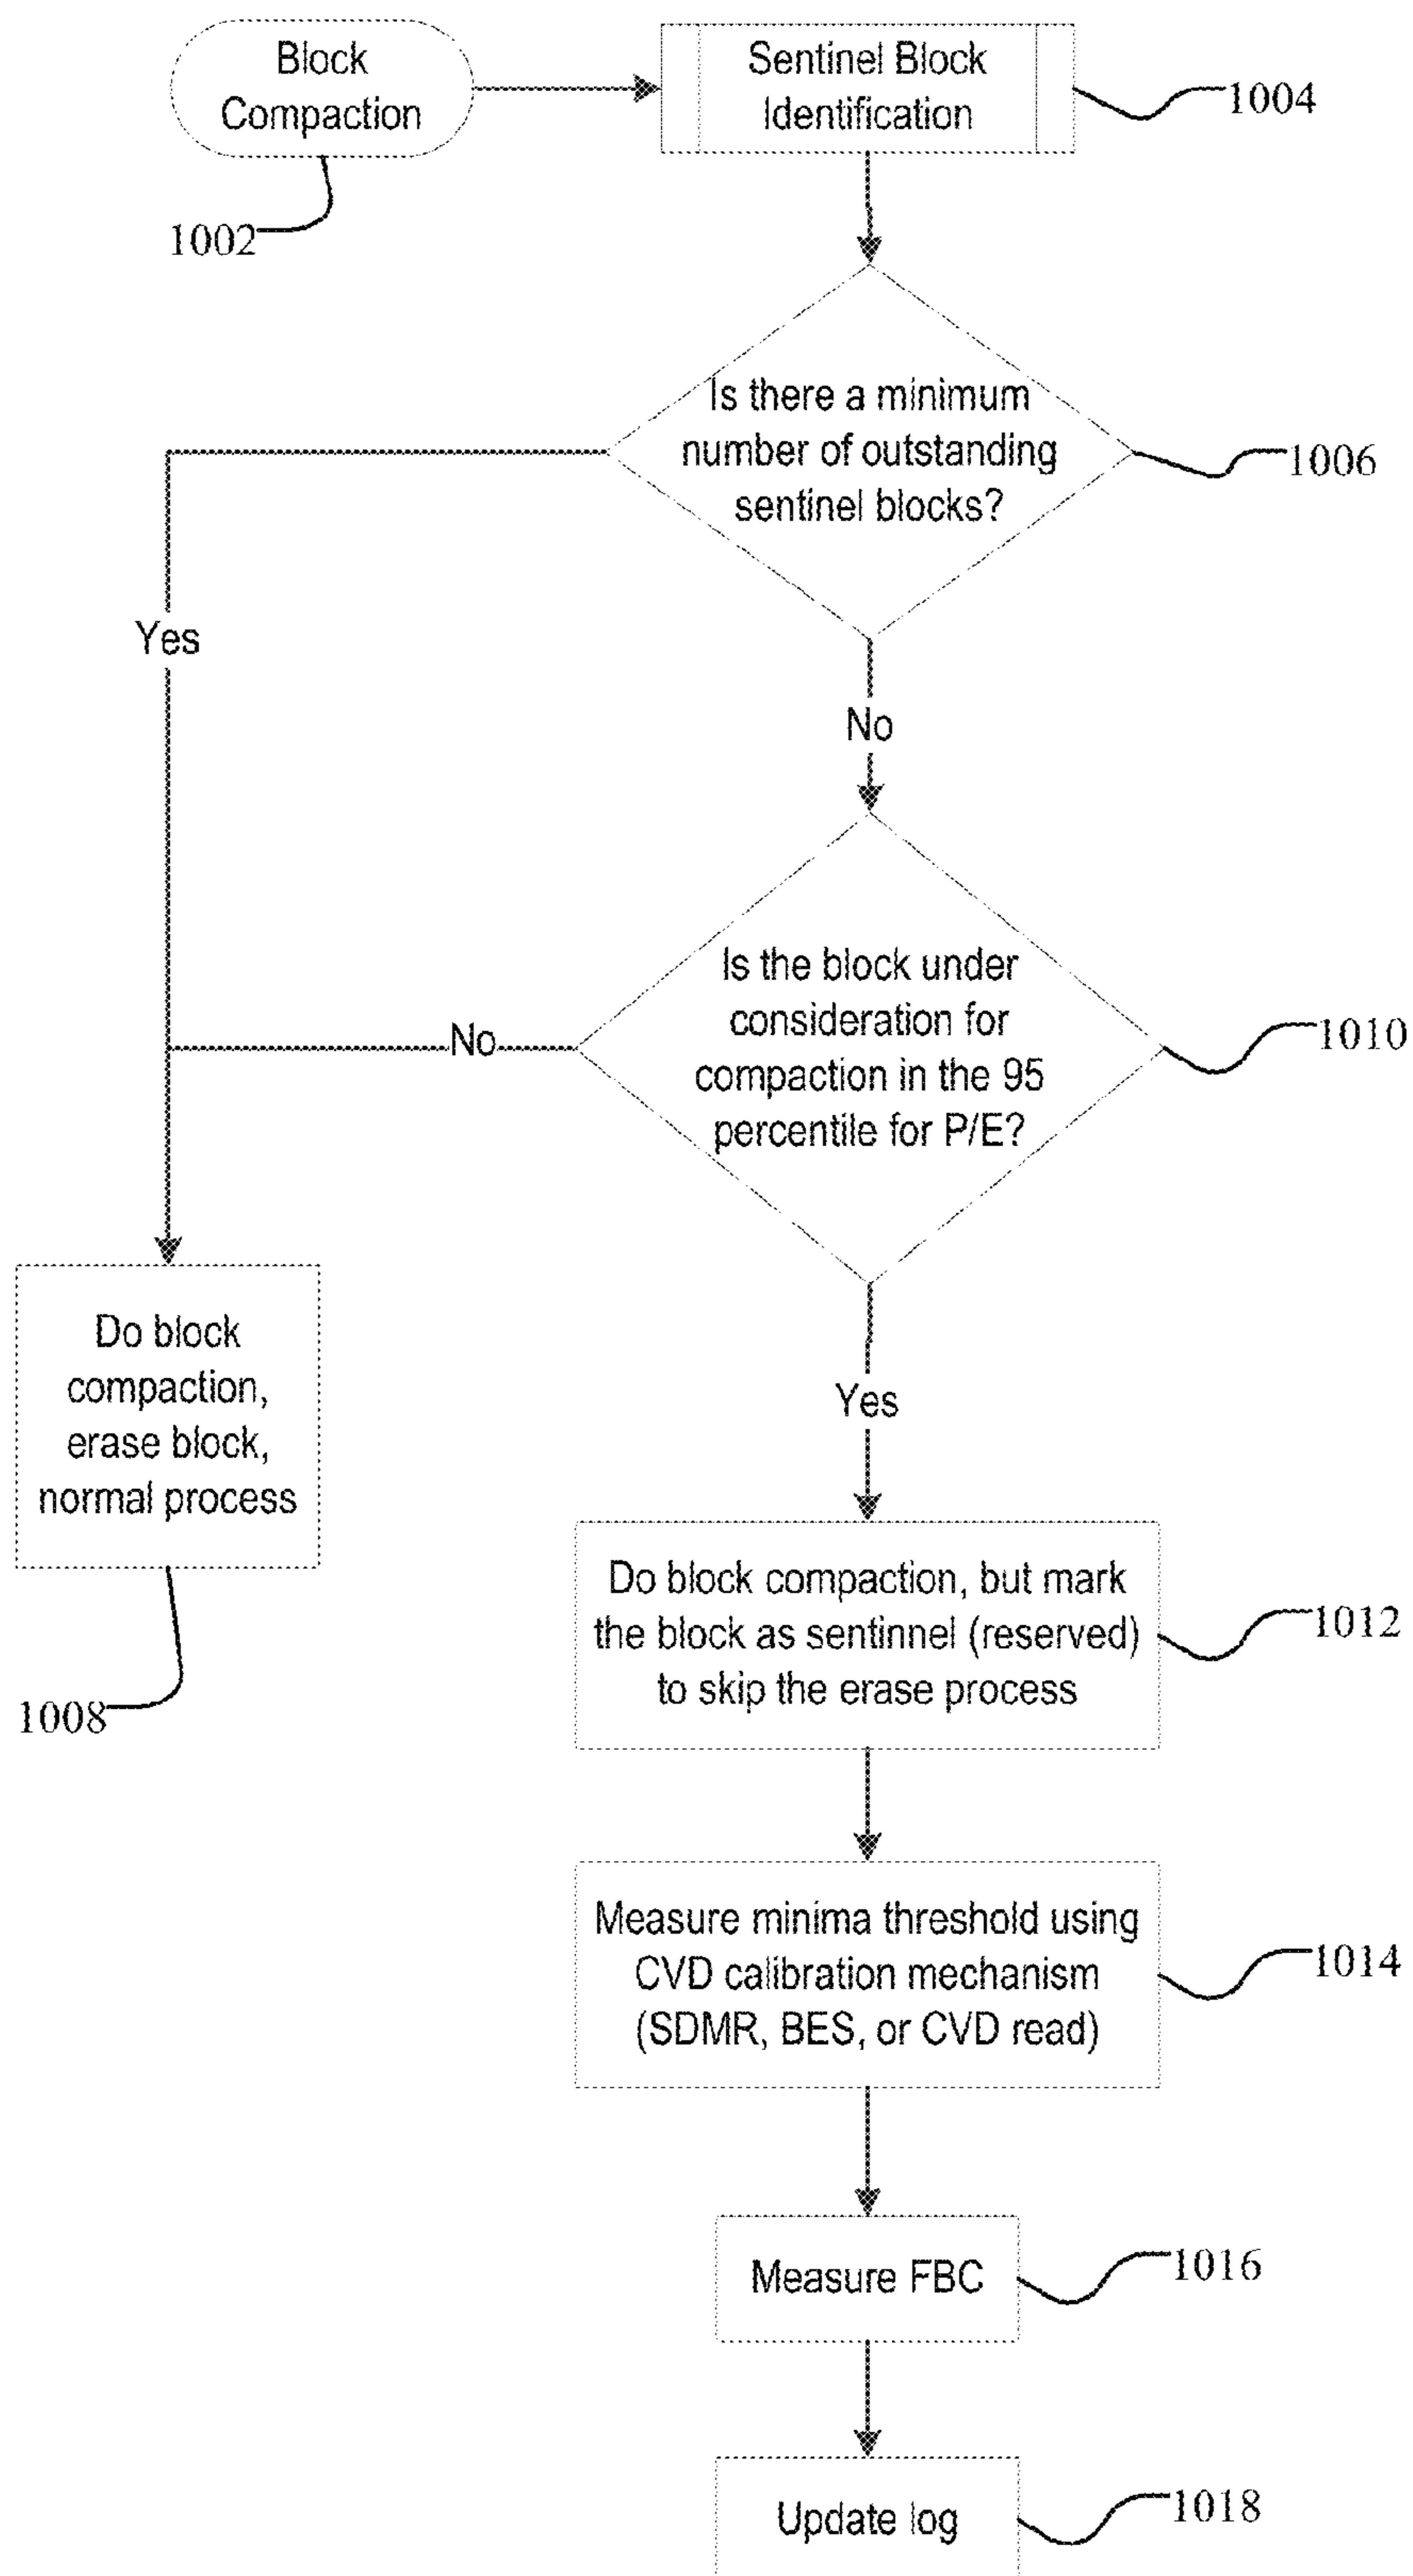 Block
Compaction
Sentinel Block
Identification
1004
1002
Is there a minimum
number of outstanding
sentinel blocks?
1006
Yes
No
Is the block under
consideration for
compaction in the 95
percentile for P/E?
1010
No
Do block
compaction,
erase block,
normal process
1008
Yes
Do block compaction, but mark
the block as sentinnel (reserved)
to skip the erase process
1012
Measure minima threshold using
CVD calibration mechanism
(SDMR, BES, or CVD read)
1014
Measure FBC
1016
Update log
1018